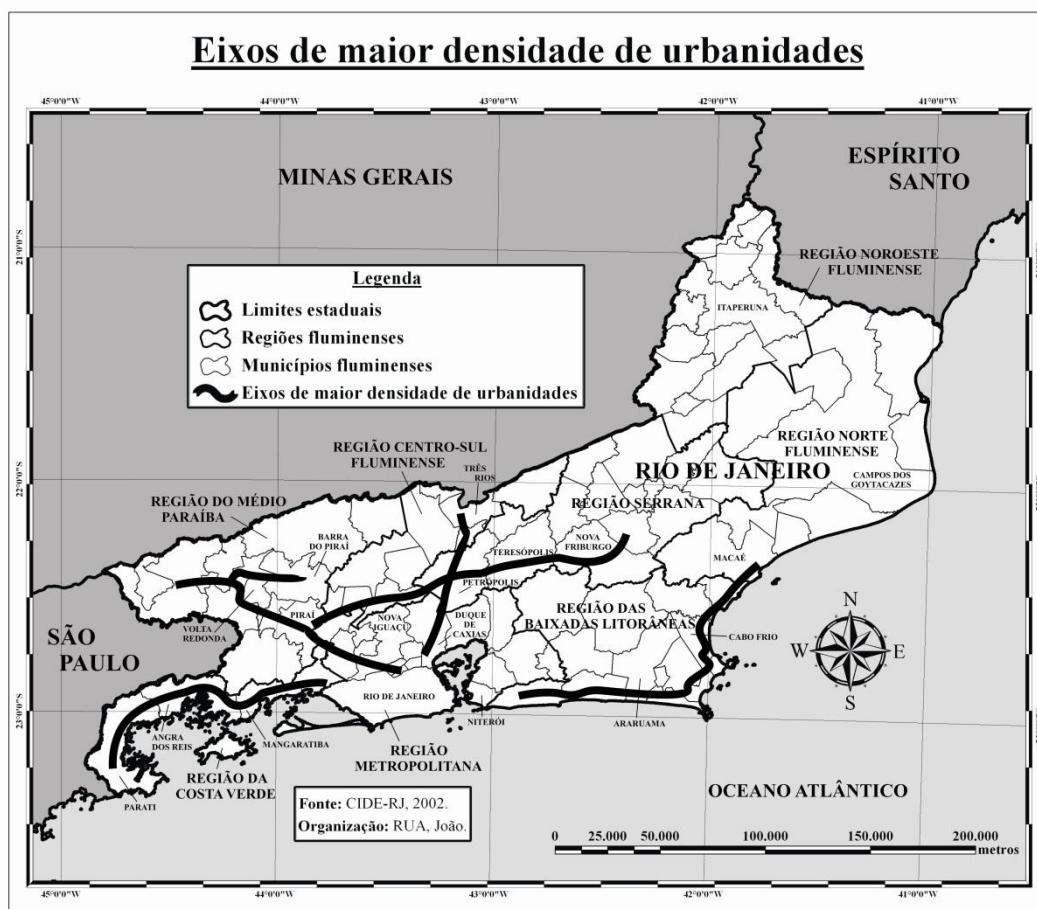 Eixos de maior densidade de urbanidades
45°0'0"W
44°0'0"W
43°0'0"W
42°0'0"W
41°0'0"W
MINAS GERAIS
ESPÍRITO
SANTO
21°0'0"S
REGIÃO NOROESTE
FLUMINENSE
Legenda
Limites estaduais
Regiões fluminenses
Municípios fluminenses
Eixos de maior densidade de urbanidades
ITAPERUNA
REGIÃO NORTE
FLUMINENSE
REGIÃO CENTRO-SUL
FLUMINENSE
TRÊS
RIOS
RIO DE JANEIRO
CAMPOS DOS
GOYTACAZES
22°0'0"S
REGIÃO DO MÉDIO
PARAÍBA
REGIÃO SERRANA
BARRA
DO PIRAÍ
TERESÓPOLIS
NOVA
FRIBURGO
MACAÉ
PETRÓPOLIS
PIRAÍ
NOVA
IGUAÇU
DUQUE
DE
CAXIAS
REGIÃO DAS
BAIXADAS LITORÂNEAS
VOLTA
REDONDA
CABO FRIO
SÃO
PAULO
N
W
E
S
RIO DE JANEIRO
23°0'0"S
NITERÓI
ARARUAMA
ANGRA
DOS REIS
MANGARATIBA
REGIÃO
METROPOLITANA
REGIÃO DA
COSTA VERDE
PARATI
OCEANO ATLÂNTICO
Fonte: CIDE-RJ, 2002.
Organização: RUA, João.
0 25.000 50.000 100.000 150.000 200.000
metros
45°0'0"W
44°0'0"W
43°0'0"W
42°0'0"W
41°0'0"W